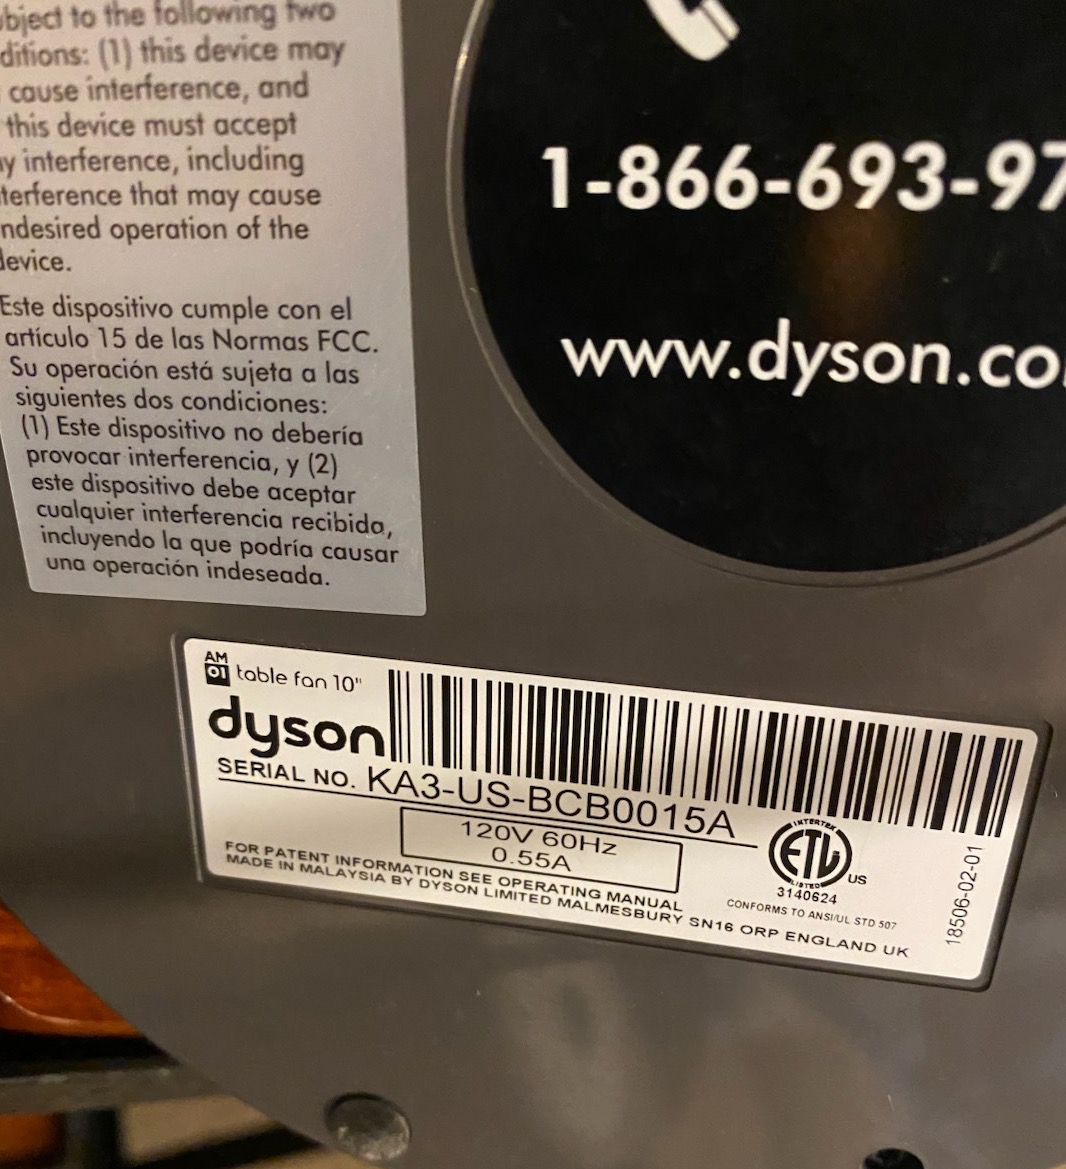 bject to the following two
ditions: (1) this device may
cause interference, and
this device must accept
y interference, including
terference that may cause
ndesired operation of the
device.
Este dispositivo cumple con el
artículo 15 de las Normas FCC.
Su operación está sujeta a las
siguientes dos condiciones:
(1) Este dispositivo no debería
provocar interferencia, y (2)
este dispositivo debe aceptar
cualquier interferencia recibida,
incluyendo la que podría causar
una operación indeseada.
1-866-693-97
www.dyson.co
AM
01 table fan 10"
dyson
SERIAL NO. KA3-US-BCB0015A
120V 60Hz
0.55A
FOR PATENT INFORMATION SEE OPERATING MANUAL
MADE IN MALAYSIA BY DYSON LIMITED MALMESBURY SN16 ORP ENGLAND UK
INTERTEK
ETL
LISTED
US
3140624
CONFORMS TO ANSI/UL STD 507
18506-02-01